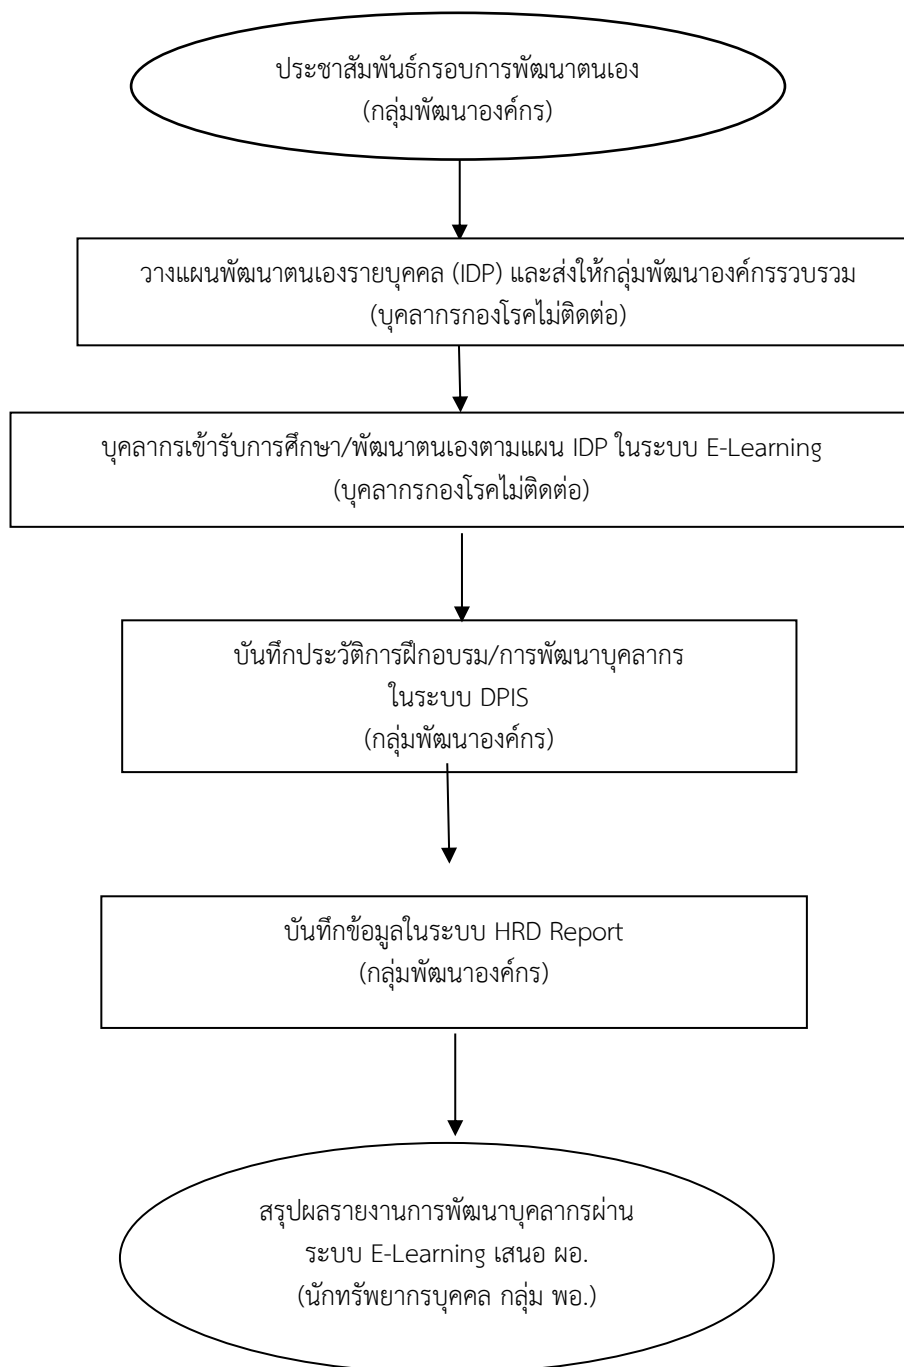 ประชาสัมพันธ์กรอบการพัฒนาตนเอง
(กลุ่มพัฒนาองค์กร)
วางแผนพัฒนาตนเองรายบุคคล (IDP) และส่งให้กลุ่มพัฒนาองค์กรรวบรวม
(บุคลากรกองโรคไม่ติดต่อ)
บุคลากรเข้ารับการศึกษา/พัฒนาตนเองตามแผน IDP ในระบบ E-Learning
(บุคลากรกองโรคไม่ติดต่อ)
บันทึกประวัติการฝึกอบรม/การพัฒนาบุคลากร
ในระบบ DPIS
(กลุ่มพัฒนาองค์กร)
บันทึกข้อมูลในระบบ HRD Report
(กลุ่มพัฒนาองค์กร)
สรุปผลรายงานการพัฒนาบุคลากรผ่าน
ระบบ E-Learning เสนอ ผอ.
(นักทรัพยากรบุคคล กลุ่ม พอ.)